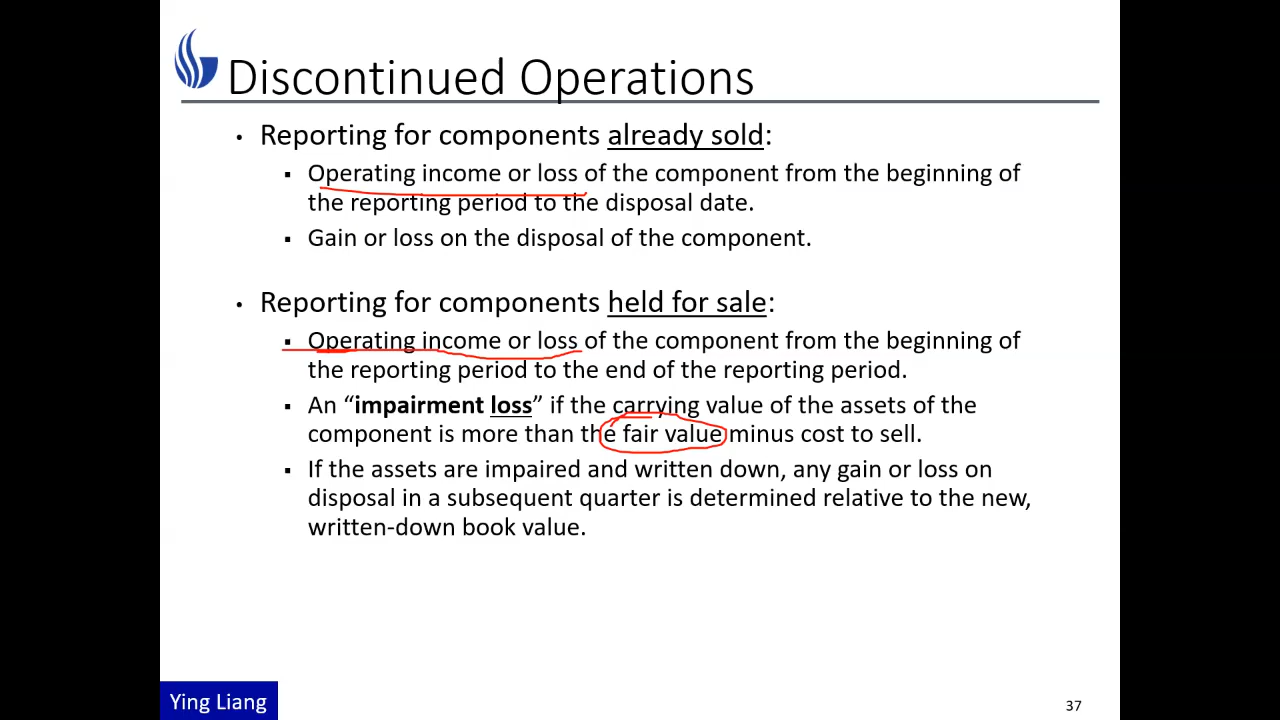 Discontinued Operations
• Reporting for components already sold:
▪ Operating income or loss of the component from the beginning of
the reporting period to the disposal date.
▪ Gain or loss on the disposal of the component.
• Reporting for components held for sale:
▪ Operating income or loss of the component from the beginning of
the reporting period to the end of the reporting period.
▪ An “impairment loss” if the carrying value of the assets of the
component is more than the fair value minus cost to sell.
▪ If the assets are impaired and written down, any gain or loss on
disposal in a subsequent quarter is determined relative to the new,
written-down book value.
Ying Liang
37